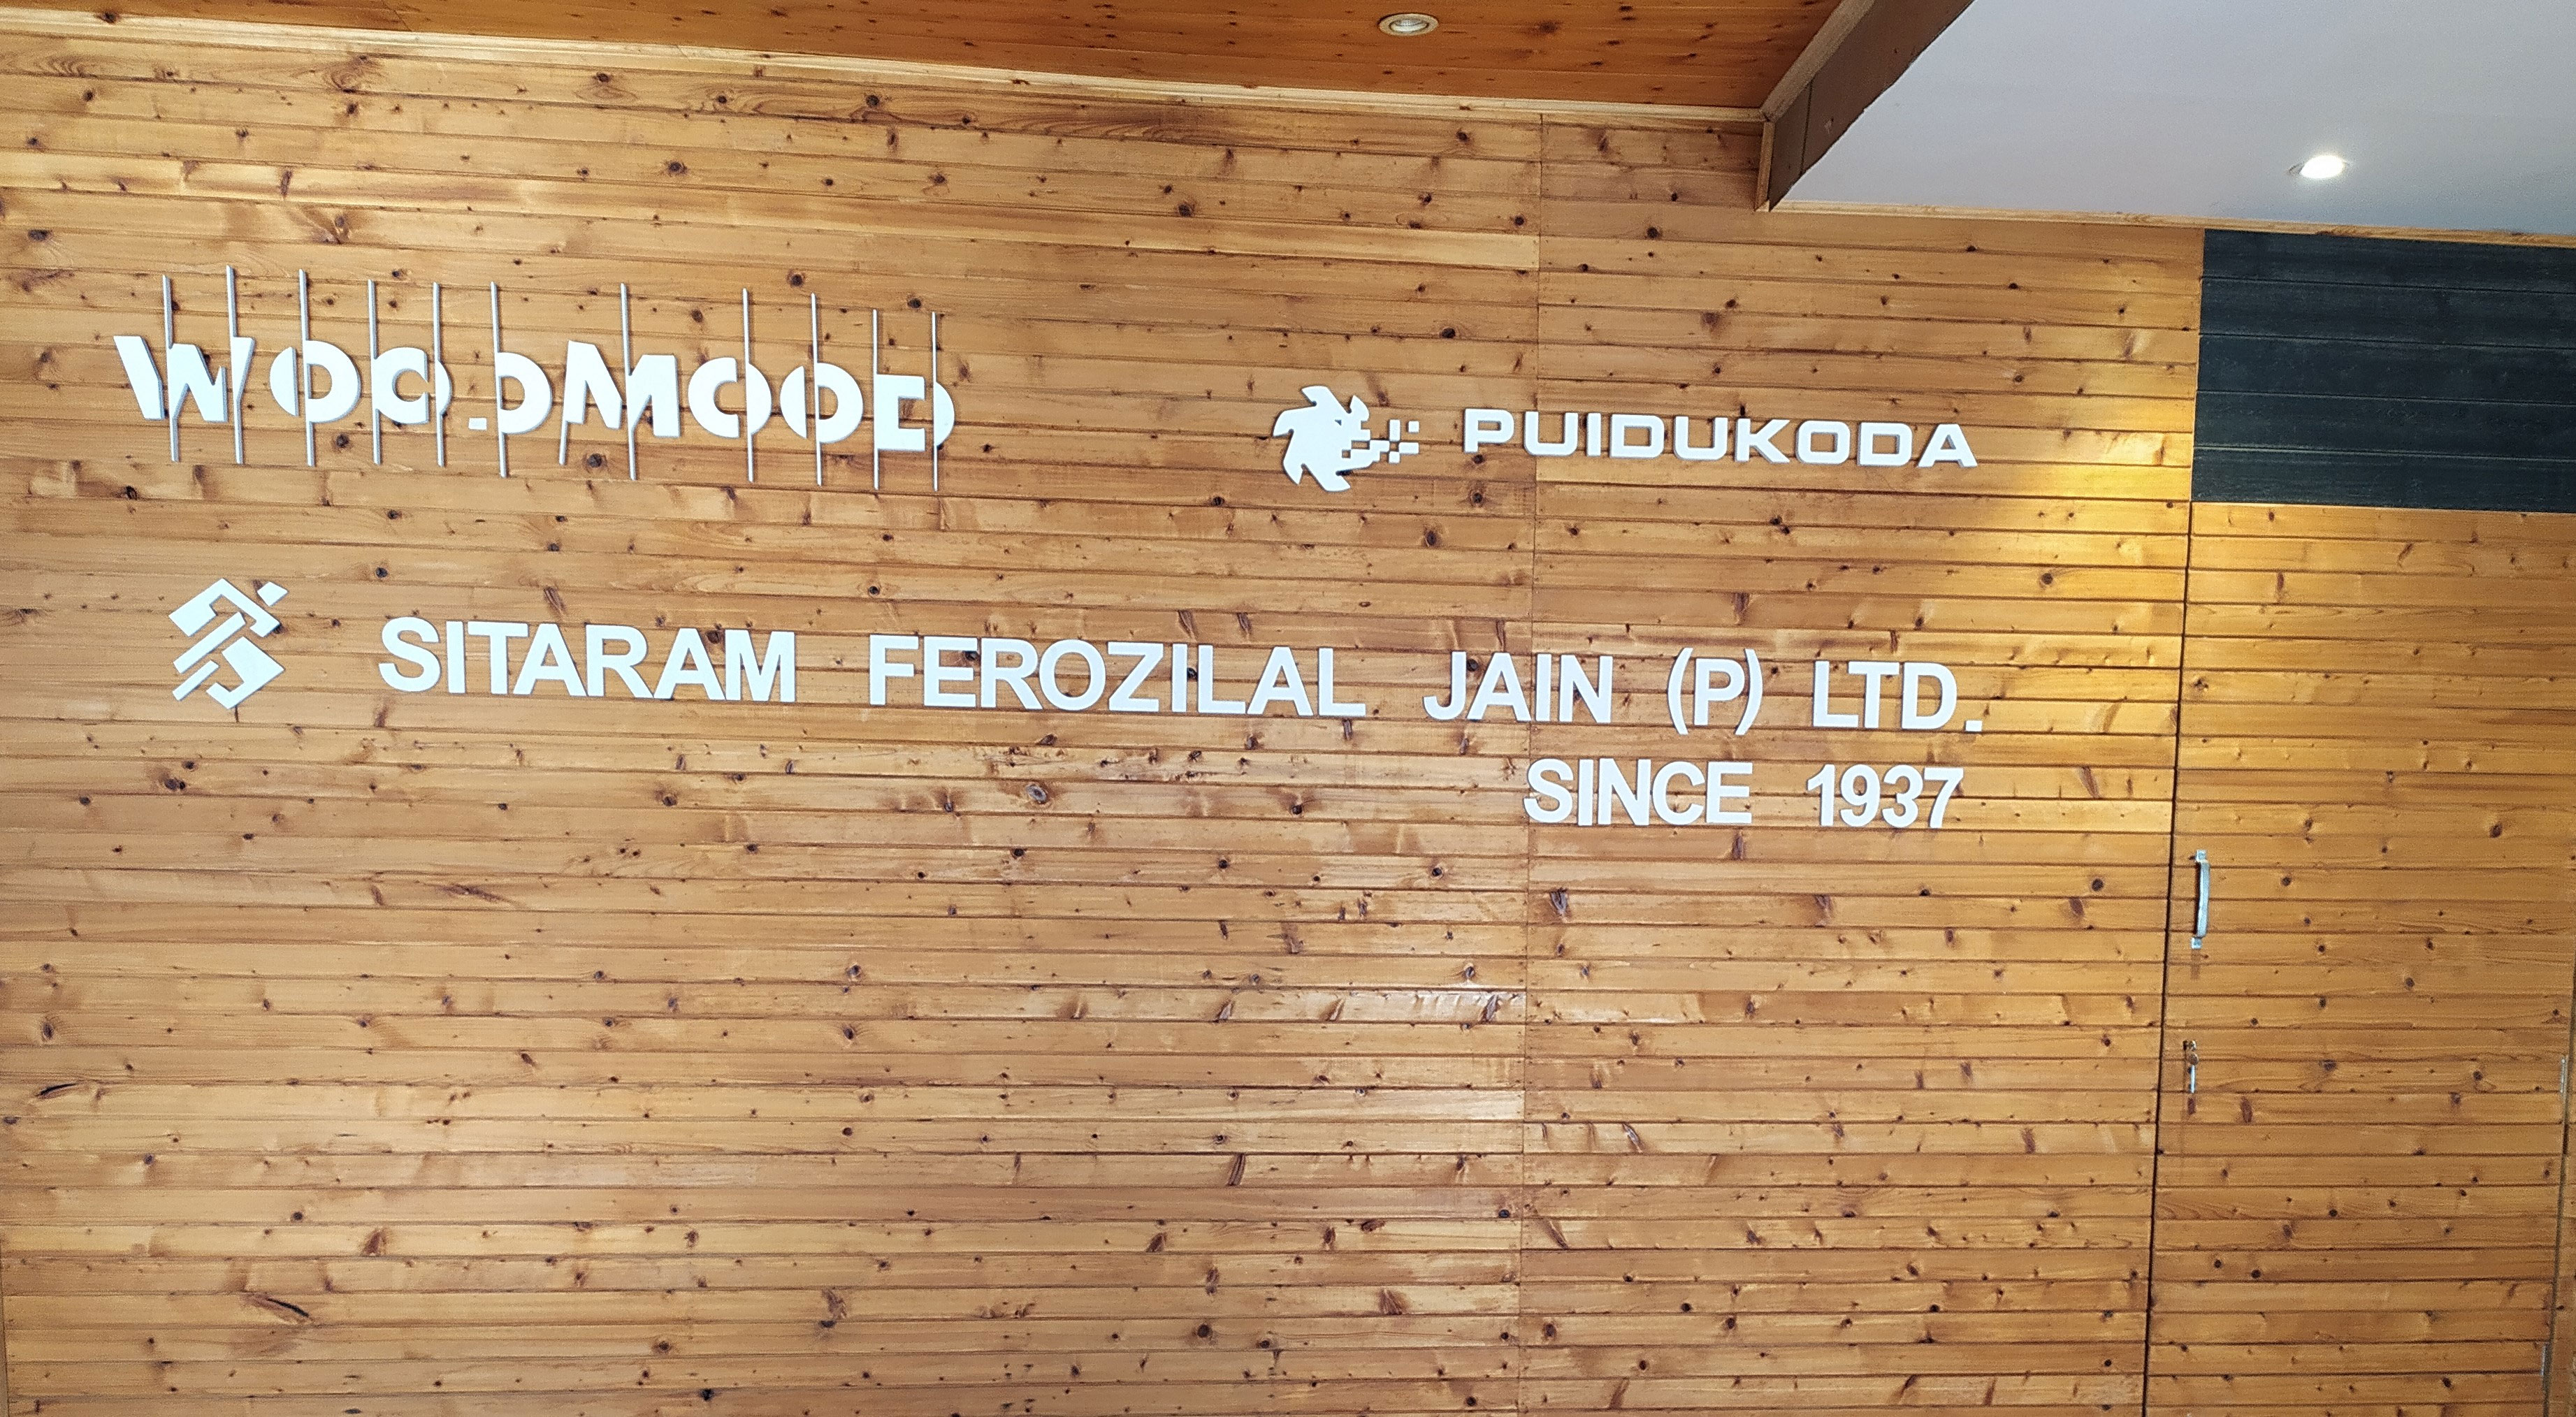 WOODMOOD
PUIDUKODA
SITARAM FEROZILAL JAIN (P) LTD.
SINCE 1937